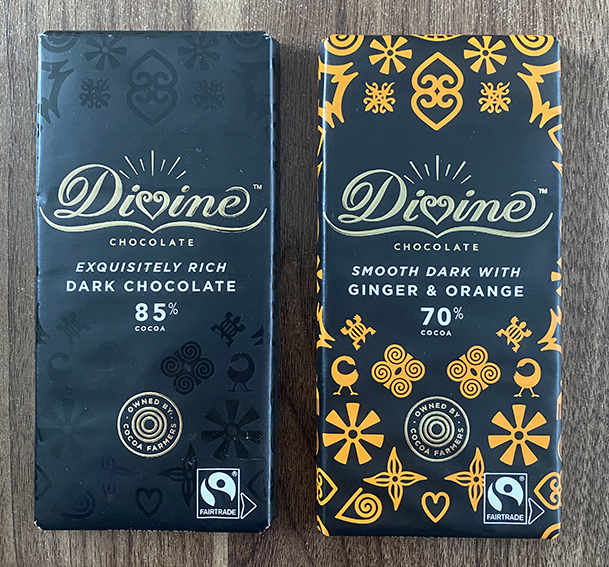 Divine™
CHOCOLATE
EXQUISITELY RICH
DARK CHOCOLATE
85%
COCOA
OWNED BY
COCOA FARMERS
FAIRTRADE
®
Divine™
CHOCOLATE
SMOOTH DARK WITH
GINGER & ORANGE
70%
COCOA
OWNED BY
COCOA FARMERS
FAIRTRADE
®